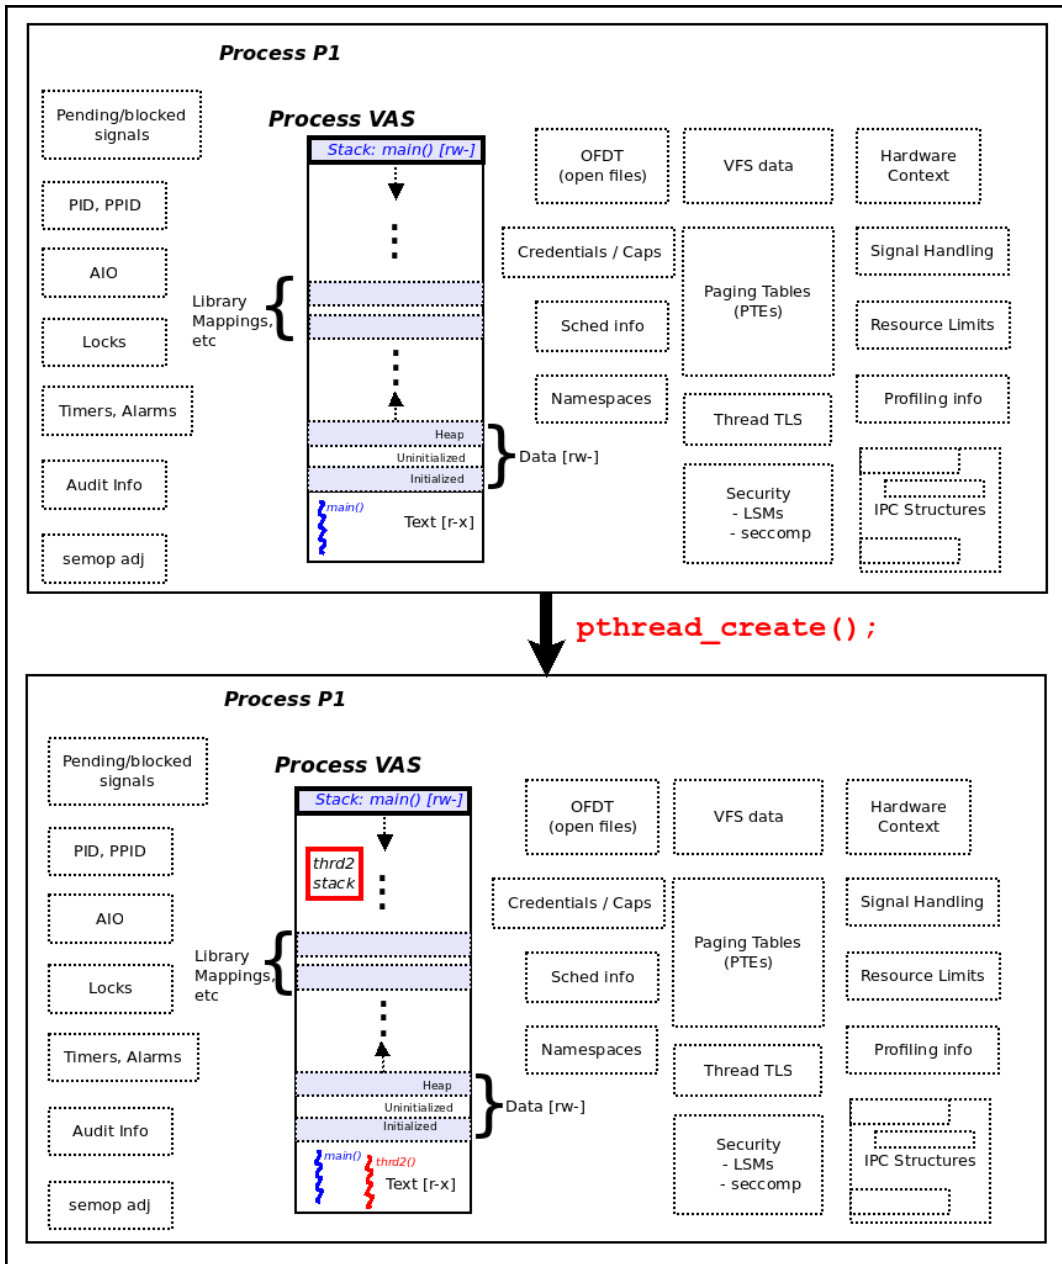 Process P1
Pending/blocked
signals
PID, PPID
AIO
Locks
Timers, Alarms
Audit Info
semop adj
Process VAS
Stack: main() [rw-]
Library
Mappings,
etc
Heap
Uninitialized
Initialized
Data [rw-]
main()
Text [r-x]
OFDT
(open files)
VFS data
Hardware
Context
Credentials / Caps
Paging Tables
(PTEs)
Signal Handling
Sched info
Resource Limits
Namespaces
Thread TLS
Profiling info
Security
- LSMs
- seccomp
IPC Structures
pthread_create();
Process P1
Pending/blocked
signals
PID, PPID
AIO
Locks
Timers, Alarms
Audit Info
semop adj
Process VAS
Stack: main() [rw-]
thrd2
stack
Library
Mappings,
etc
Heap
Uninitialized
Initialized
Data [rw-]
main()
thrd2()
Text [r-x]
OFDT
(open files)
VFS data
Hardware
Context
Credentials / Caps
Paging Tables
(PTEs)
Signal Handling
Sched info
Resource Limits
Namespaces
Thread TLS
Profiling info
Security
- LSMs
- seccomp
IPC Structures